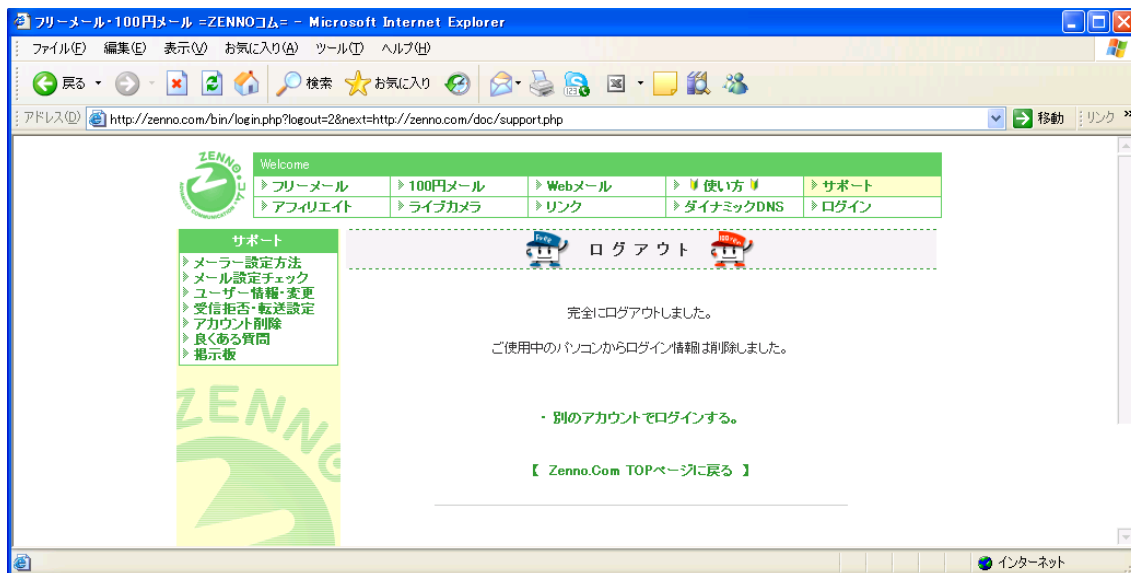 フリーメール・100円メール =ZENNOコム= - Microsoft Internet Explorer
ファイル(F) 編集(E) 表示(V) お気に入り(A) ツール(T) ヘルプ(H)
戻る 検索 お気に入り
アドレス(D) http://zenno.com/bin/login.php?logout=2&next=http://zenno.com/doc/support.php 移動 リンク »
ZENNO
Welcome
フリーメール 100円メール Webメール 使い方 サポート
アフィリエイト ライブカメラ リンク ダイナミックDNS ログイン
サポート
メーラー設定方法
メール設定チェック
ユーザー情報・変更
受信拒否・転送設定
アカウント削除
良くある質問
掲示板
ログアウト
完全にログアウトしました。
ご使用中のパソコンからログイン情報は削除しました。
・ 別のアカウントでログインする。
【 Zenno.Com TOPページに戻る 】
ZENNO
インターネット